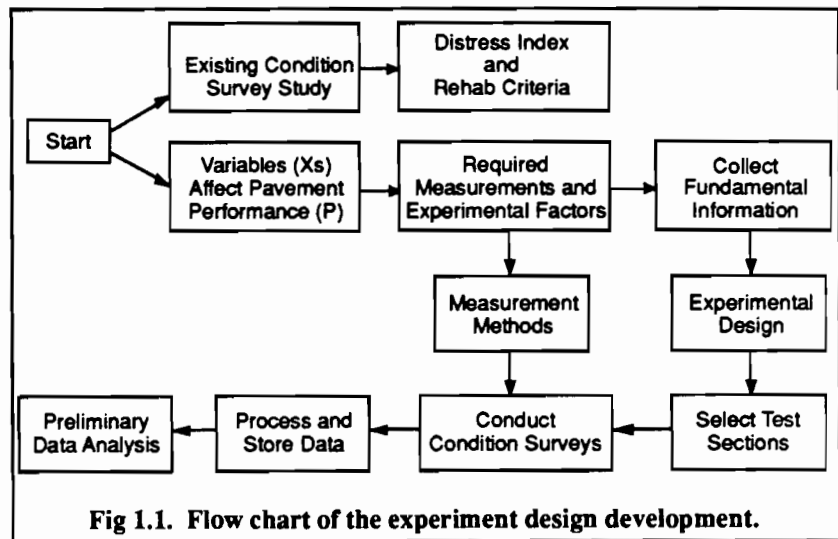 Existing Condition
Survey Study
Distress Index
and
Rehab Criteria
Start
Variables (Xs)
Affect Pavement
Performance (P)
Required
Measurements and
Experimental Factors
Collect
Fundamental
Information
Measurement
Methods
Experimental
Design
Preliminary
Data Analysis
Process and
Store Data
Conduct
Condition Surveys
Select Test
Sections
Fig 1.1. Flow chart of the experiment design development.